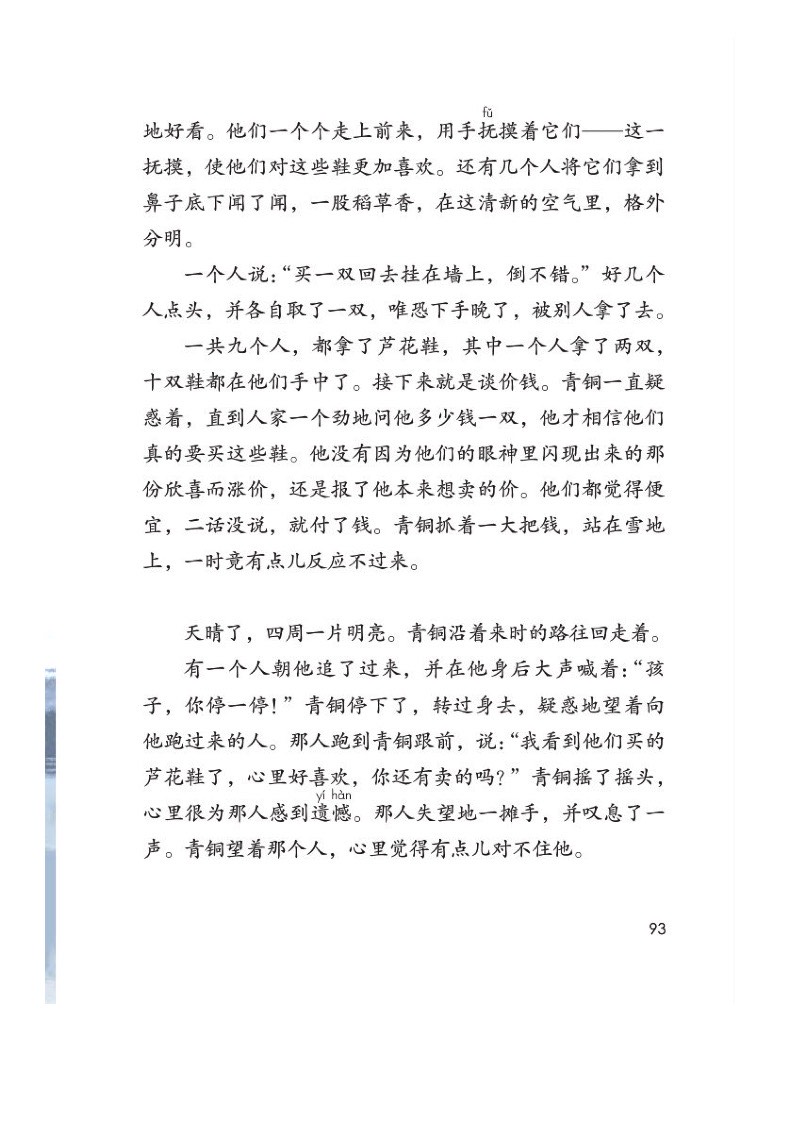 fǔ
地好看。他们一个个走上前来，用手抚摸着它们——这一
抚摸，使他们对这些鞋更加喜欢。还有几个人将它们拿到
鼻子底下闻了闻，一股稻草香，在这清新的空气里，格外
分明。
一个人说：“买一双回去挂在墙上，倒不错。”好几个
人点头，并各自取了一双，唯恐下手晚了，被别人拿了去。
一共九个人，都拿了芦花鞋，其中一个人拿了两双，
十双鞋都在他们手中了。接下来就是谈价钱。青铜一直疑
惑着，直到人家一个劲地问他多少钱一双，他才相信他们
真的要买这些鞋。他没有因为他们的眼神里闪现出来的那
份欣喜而涨价，还是报了他本来想卖的价。他们都觉得便
宜，二话没说，就付了钱。青铜抓着一大把钱，站在雪地
上，一时竟有点儿反应不过来。
天晴了，四周一片明亮。青铜沿着来时的路往回走着。
有一个人朝他追了过来，并在他身后大声喊着：“孩
子，你停一停！”青铜停下了，转过身去，疑惑地望着向
他跑过来的人。那人跑到青铜跟前，说：“我看到他们买的
芦花鞋了，心里好喜欢，你还有卖的吗？”青铜摇了摇头，
yí hàn
心里很为那人感到遗憾。那人失望地一摊手，并叹息了一
声。青铜望着那个人，心里觉得有点儿对不住他。
93